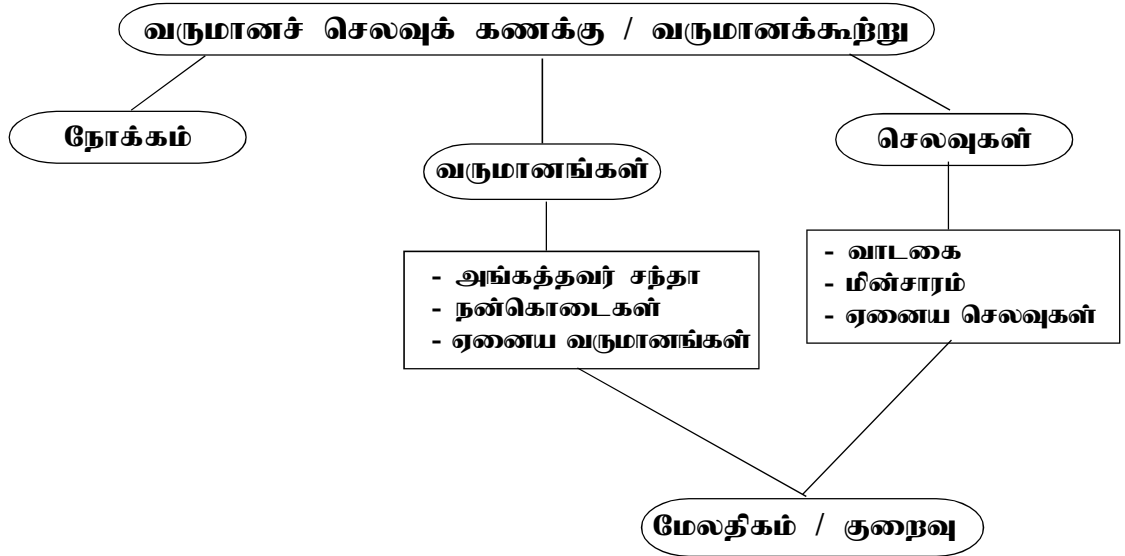 வருமானச் செலவுக் கணக்கு / வருமானக்கூற்று
நோக்கம்
வருமானங்கள்
செலவுகள்
- அங்கத்தவர் சந்தா
- நன்கொடைகள்
- ஏனைய வருமானங்கள்
- வாடகை
- மின்சாரம்
- ஏனைய செலவுகள்
மேலதிகம் / குறைவு